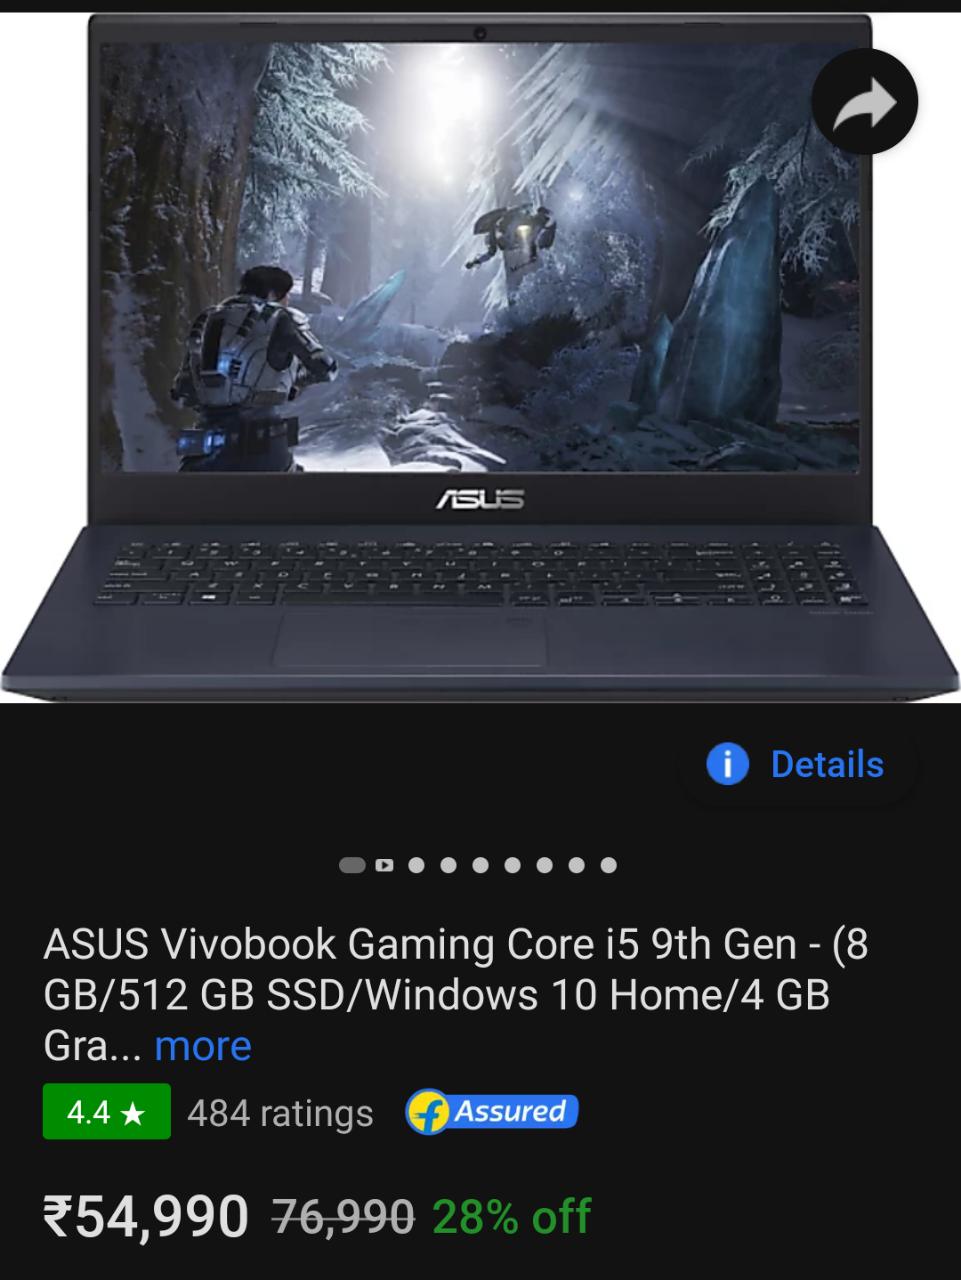 ASUS
Details
ASUS Vivobook Gaming Core i5 9th Gen - (8
GB/512 GB SSD/Windows 10 Home/4 GB
Gra... more
4.4 ★ 484 ratings f Assured
₹54,990 76,990 28% off